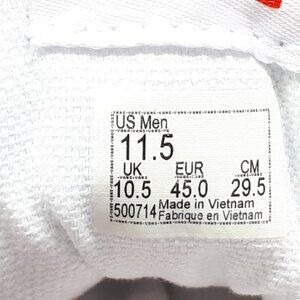 US Men
11.5
UK EUR CM
10.5 45.0 29.5
500714 Made in Vietnam
Fabrique en Vietnam